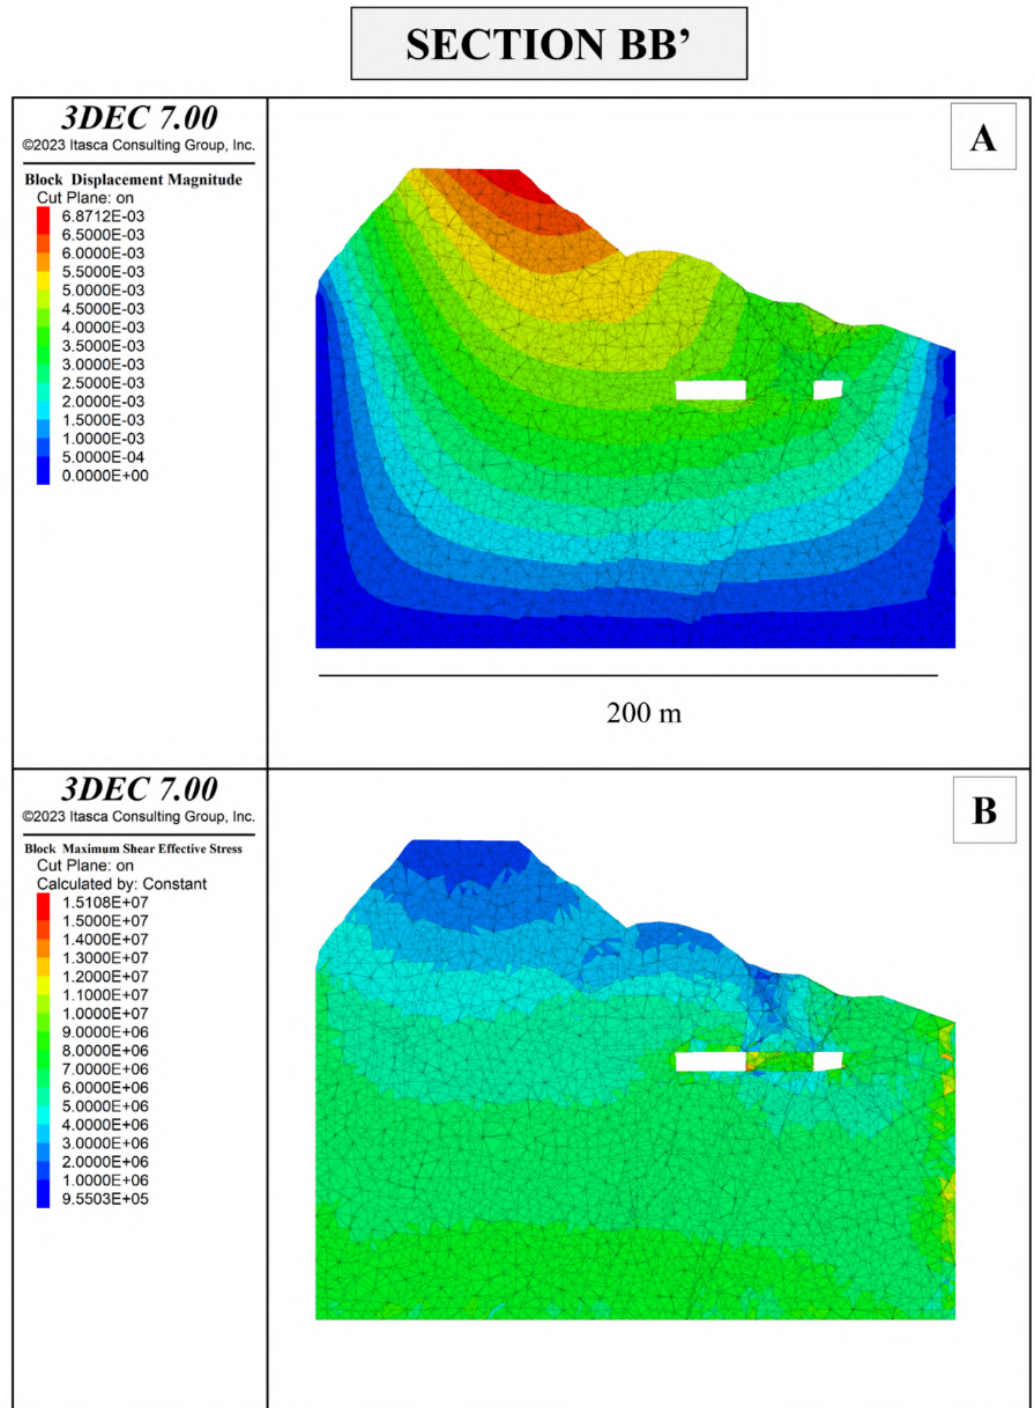 SECTION BB’
3DEC 7.00
©2023 Itasca Consulting Group, Inc.
Block Displacement Magnitude
Cut Plane: on
6.8712E-03
6.5000E-03
6.0000E-03
5.5000E-03
5.0000E-03
4.5000E-03
4.0000E-03
3.5000E-03
3.0000E-03
2.5000E-03
2.0000E-03
1.5000E-03
1.0000E-03
5.0000E-04
0.0000E+00
A
200 m
3DEC 7.00
©2023 Itasca Consulting Group, Inc.
Block Maximum Shear Effective Stress
Cut Plane: on
Calculated by: Constant
1.5108E+07
1.5000E+07
1.4000E+07
1.3000E+07
1.2000E+07
1.1000E+07
1.0000E+07
9.0000E+06
8.0000E+06
7.0000E+06
6.0000E+06
5.0000E+06
4.0000E+06
3.0000E+06
2.0000E+06
1.0000E+06
9.5503E+05
B